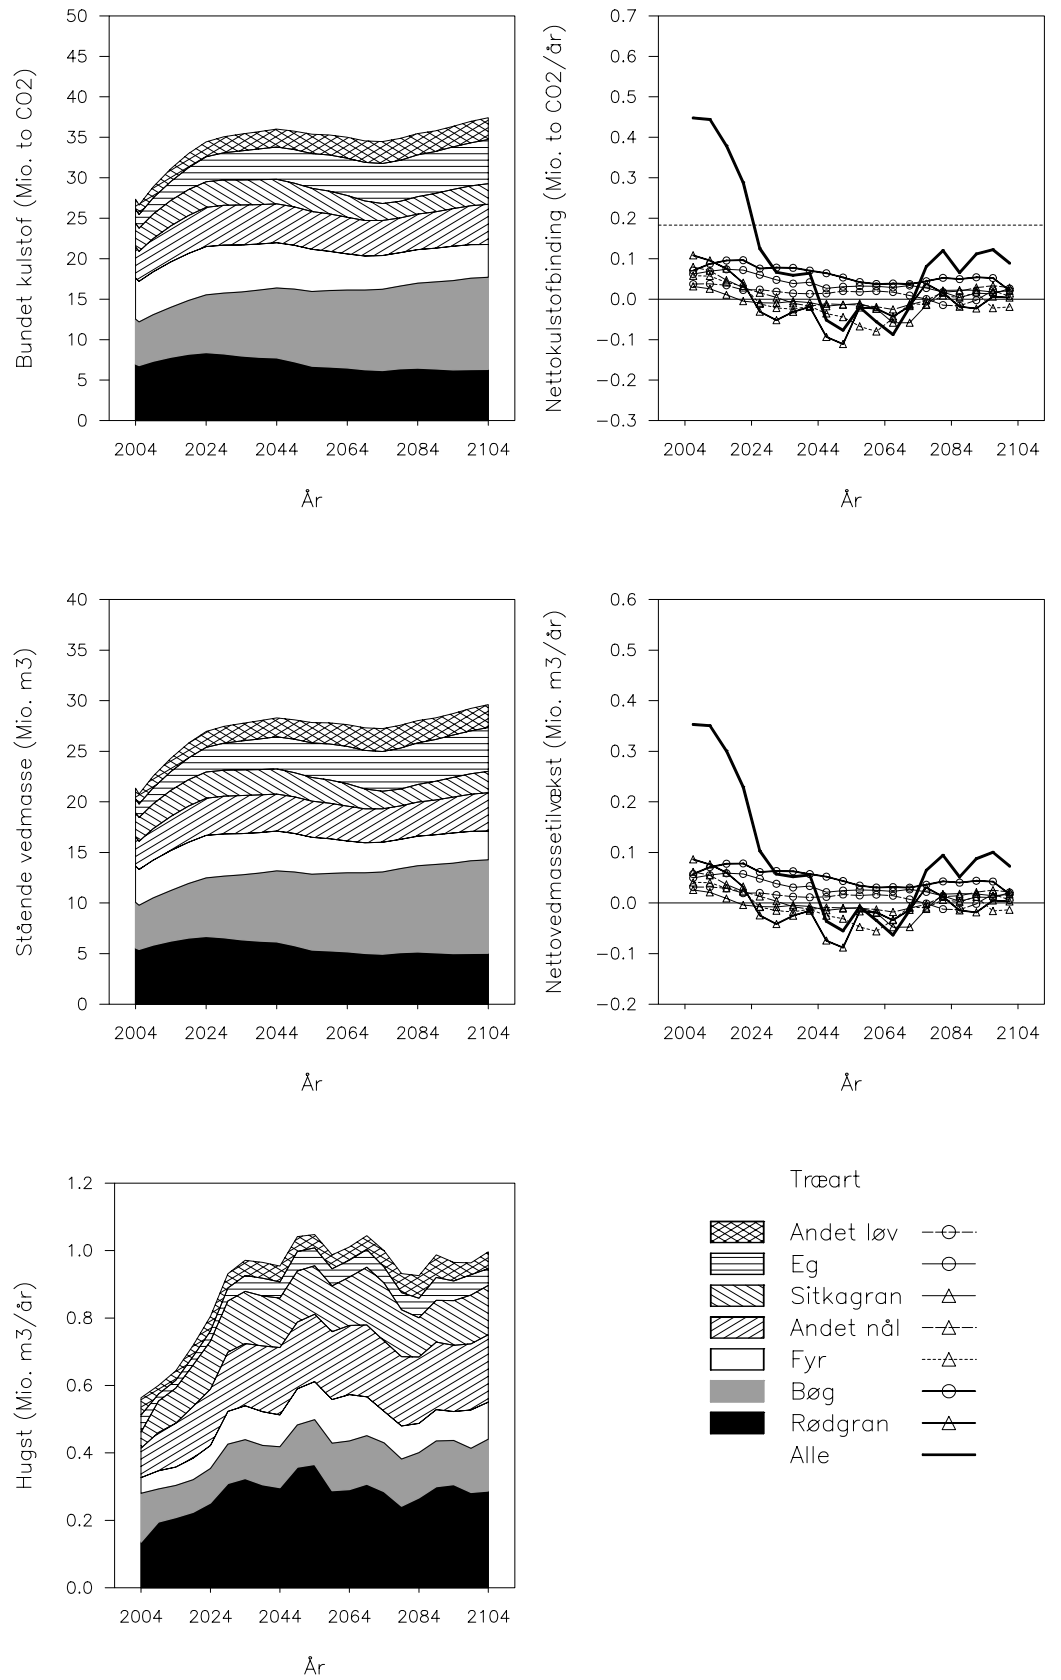 Bundet kulstof (Mio. to CO2)
50
45
40
35
30
25
20
15
10
5
0
2004 2024 2044 2064 2084 2104
År
Nettokulstofbinding (Mio. to CO2/år)
0.7
0.6
0.5
0.4
0.3
0.2
0.1
0.0
−0.1
−0.2
−0.3
2004 2024 2044 2064 2084 2104
År
Stående vedmasse (Mio. m3)
40
35
30
25
20
15
10
5
0
2004 2024 2044 2064 2084 2104
År
Nettovedmassetilvækst (Mio. m3/år)
0.6
0.5
0.4
0.3
0.2
0.1
0.0
−0.1
−0.2
2004 2024 2044 2064 2084 2104
År
Hugst (Mio. m3/år)
1.2
1.0
0.8
0.6
0.4
0.2
0.0
2004 2024 2044 2064 2084 2104
År
Træart
Andet løv
Eg
Sitkagran
Andet nål
Fyr
Bøg
Rødgran
Alle